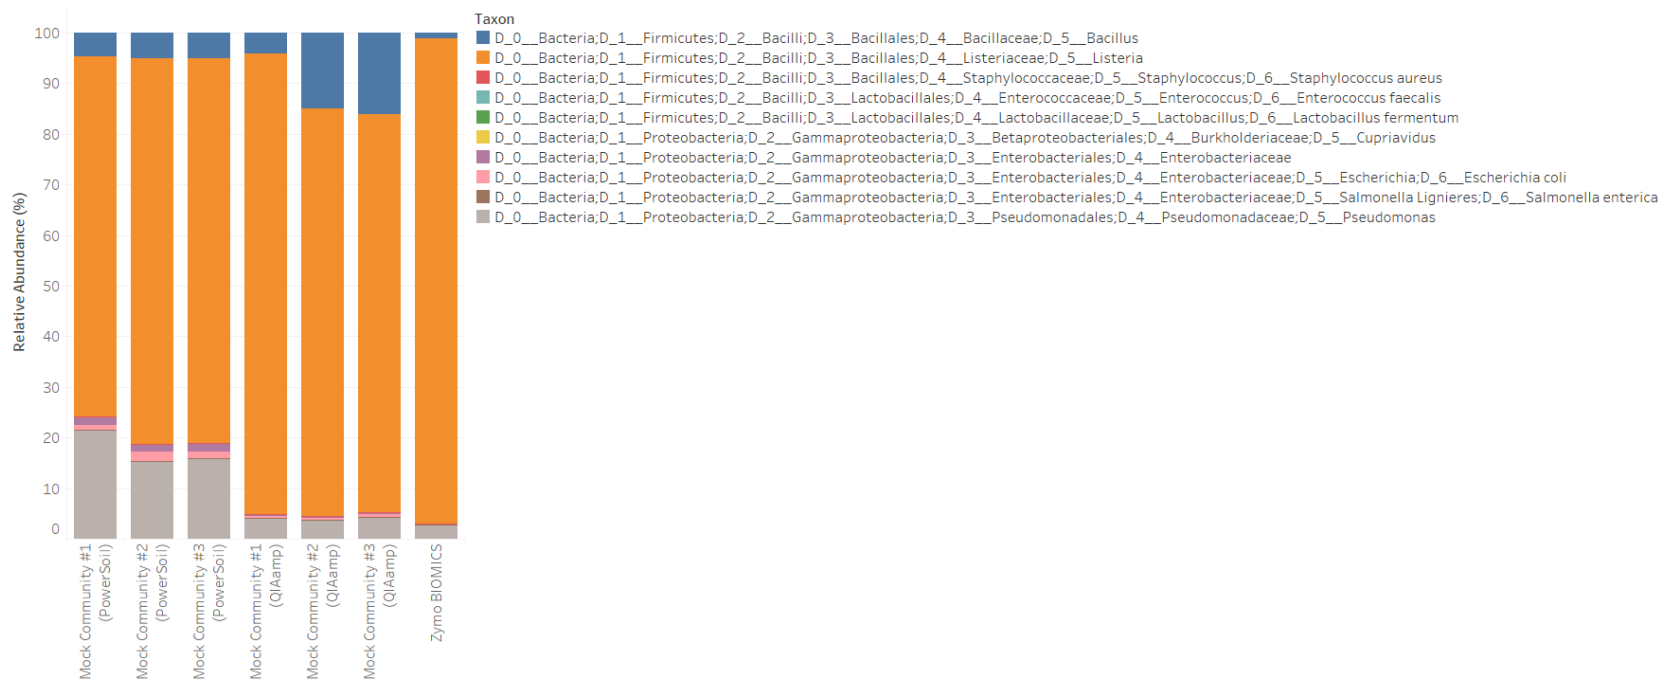 Taxon
D_0__Bacteria;D_1__Firmicutes;D_2__Bacilli;D_3__Bacillales;D_4__Bacillaceae;D_5__Bacillus
D_0__Bacteria;D_1__Firmicutes;D_2__Bacilli;D_3__Bacillales;D_4__Listeriaceae;D_5__Listeria
D_0__Bacteria;D_1__Firmicutes;D_2__Bacilli;D_3__Bacillales;D_4__Staphylococcaceae;D_5__Staphylococcus;D_6__Staphylococcus aureus
D_0__Bacteria;D_1__Firmicutes;D_2__Bacilli;D_3__Lactobacillales;D_4__Enterococcaceae;D_5__Enterococcus;D_6__Enterococcus faecalis
D_0__Bacteria;D_1__Firmicutes;D_2__Bacilli;D_3__Lactobacillales;D_4__Lactobacillaceae;D_5__Lactobacillus;D_6__Lactobacillus fermentum
D_0__Bacteria;D_1__Proteobacteria;D_2__Gammaproteobacteria;D_3__Betaproteobacteriales;D_4__Burkholderiaceae;D_5__Cupriavidus
D_0__Bacteria;D_1__Proteobacteria;D_2__Gammaproteobacteria;D_3__Enterobacteriales;D_4__Enterobacteriaceae
D_0__Bacteria;D_1__Proteobacteria;D_2__Gammaproteobacteria;D_3__Enterobacteriales;D_4__Enterobacteriaceae;D_5__Escherichia;D_6__Escherichia coli
D_0__Bacteria;D_1__Proteobacteria;D_2__Gammaproteobacteria;D_3__Enterobacteriales;D_4__Enterobacteriaceae;D_5__Salmonella Lignieres;D_6__Salmonella enterica
D_0__Bacteria;D_1__Proteobacteria;D_2__Gammaproteobacteria;D_3__Pseudomonadales;D_4__Pseudomonadaceae;D_5__Pseudomonas
Relative Abundance (%)
100
90
80
70
60
50
40
30
20
10
0
Mock Community #1
(PowerSoil)
Mock Community #2
(PowerSoil)
Mock Community #3
(PowerSoil)
Mock Community #1
(QIAamp)
Mock Community #2
(QIAamp)
Mock Community #3
(QIAamp)
Zymo BIOMICS